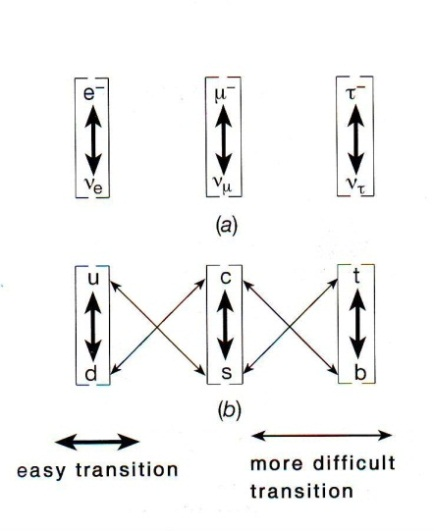 e⁻ μ⁻ τ⁻
νe νμ ντ
(a)
u c t
d s b
(b)
easy transition
more difficult
transition